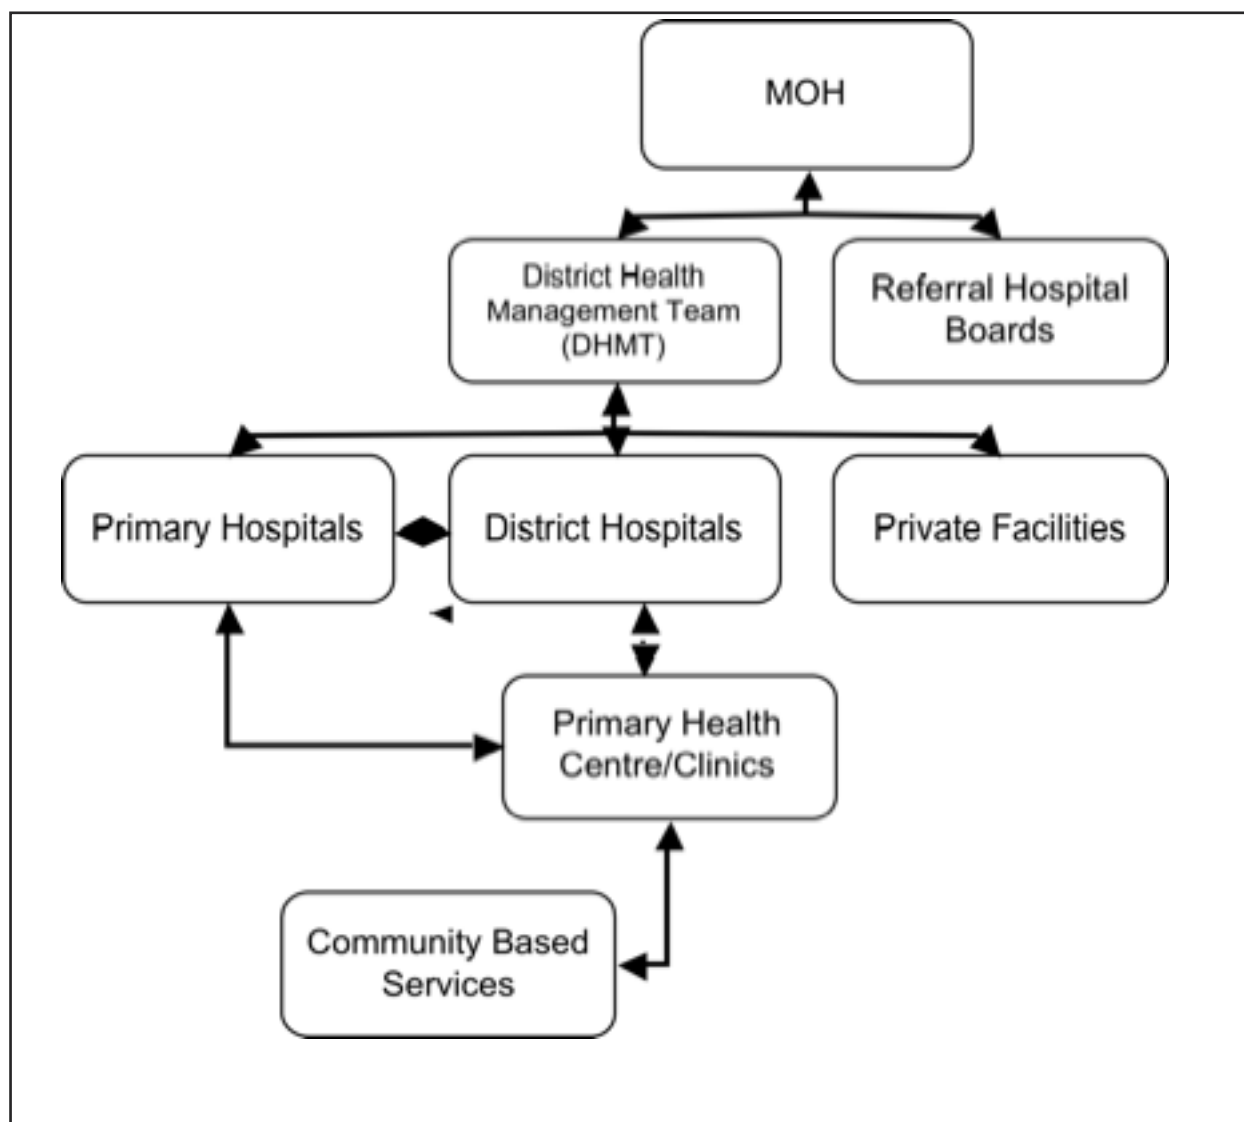 MOH
District Health
Management Team
(DHMT)
Referral Hospital
Boards
Primary Hospitals
District Hospitals
Private Facilities
Primary Health
Centre/Clinics
Community Based
Services